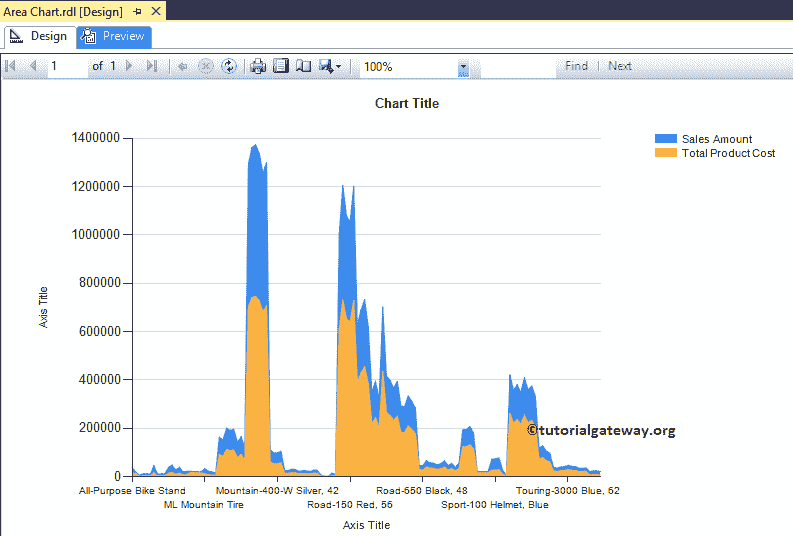 Area Chart.rdl [Design]
Design Preview
1 of 1 100% Find | Next
Chart Title
Sales Amount
Total Product Cost
1400000
1200000
1000000
800000
600000
400000
200000
0
Axis Title
©tutorialgateway.org
All-Purpose Bike Stand Mountain-400-W Silver, 42 Road-650 Black, 48 Touring-3000 Blue, 62
ML Mountain Tire Road-150 Red, 56 Sport-100 Helmet, Blue
Axis Title